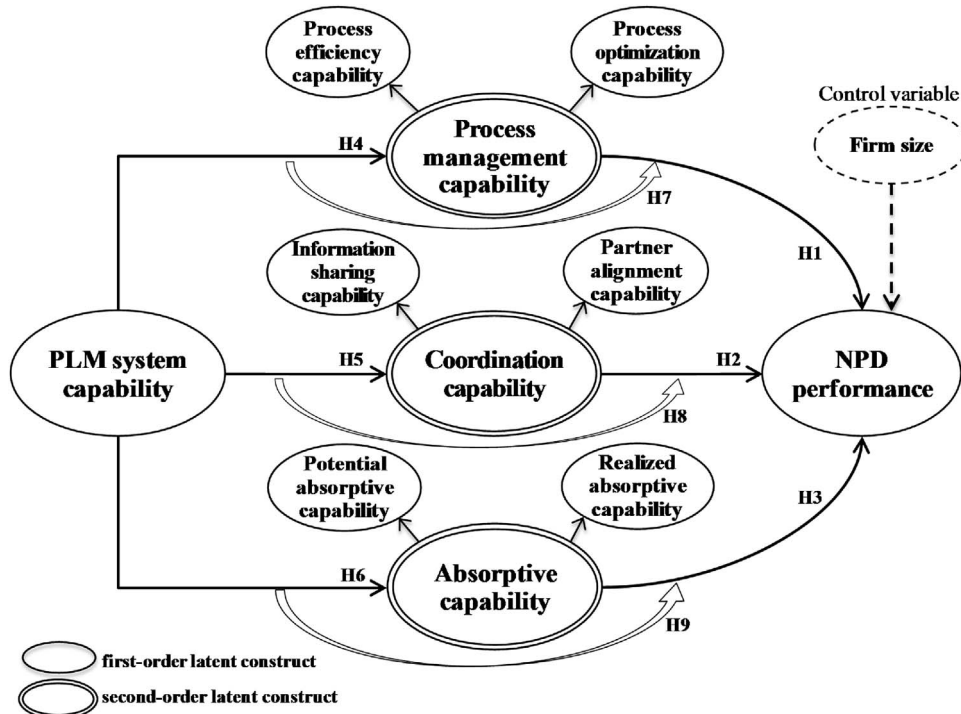 Process
efficiency
capability
Process
optimization
capability
Control variable
Firm size
H4
Process
management
capability
H7
H1
Information
sharing
capability
Partner
alignment
capability
PLM system
capability
H5
Coordination
capability
H2
NPD
performance
H8
Potential
absorptive
capability
Realized
absorptive
capability
H3
H6
Absorptive
capability
H9
first-order latent construct
second-order latent construct